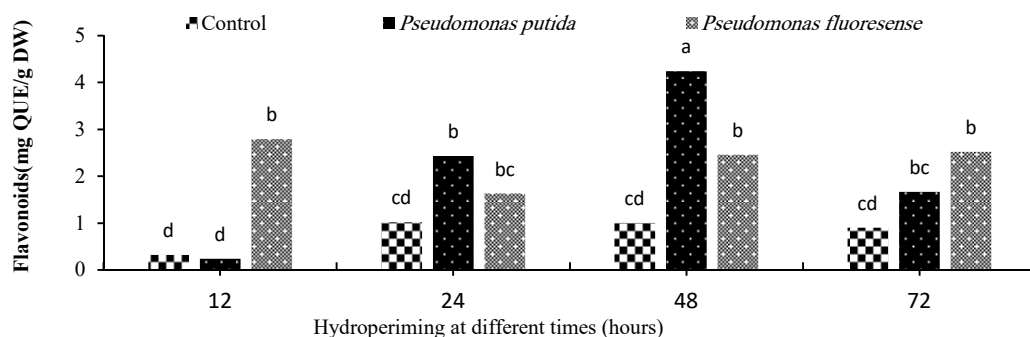 Control Pseudomonas putida Pseudomonas fluoresense
Flavonoids(mg QUE/g DW)
5
4
3
2
1
0
d d b
cd b bc
cd a b
cd bc b
12 24 48 72
Hydroperiming at different times (hours)